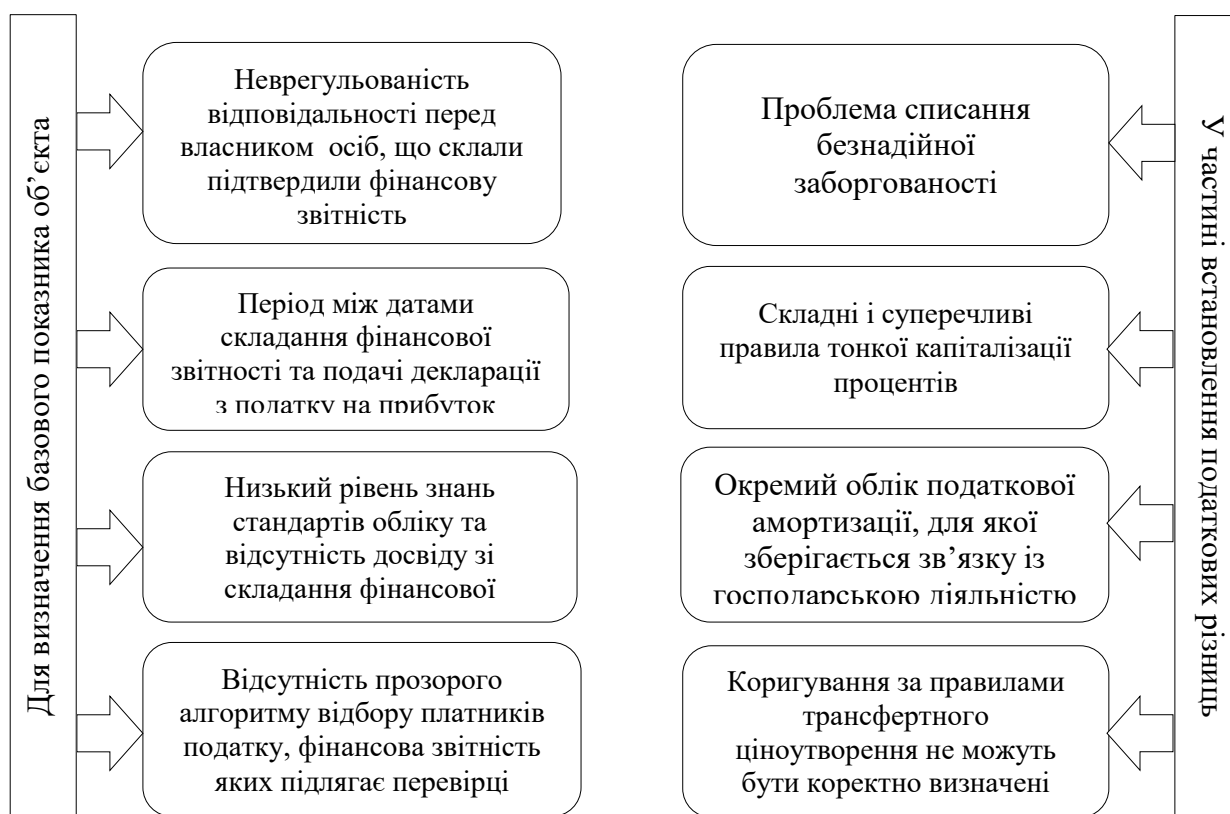 Для визначення базового показника об’єкта
Неврегульованість
відповідальності перед
власником осіб, що склали
підтвердили фінансову
звітність
Період між датами
складання фінансової
звітності та подачі декларації
з податку на прибуток
Низький рівень знань
стандартів обліку та
відсутність досвіду зі
складання фінансової
Відсутність прозорого
алгоритму відбору платників
податку, фінансова звітність
яких підлягає перевірці
Проблема списання
безнадійної
заборгованості
Складні і суперечливі
правила тонкої капіталізації
процентів
Окремий облік податкової
амортизації, для якої
зберігається зв’язку із
господарською діяльністю
Коригування за правилами
трансфертного
ціноутворення не можуть
бути коректно визначені
У частині встановлення податкових різниць